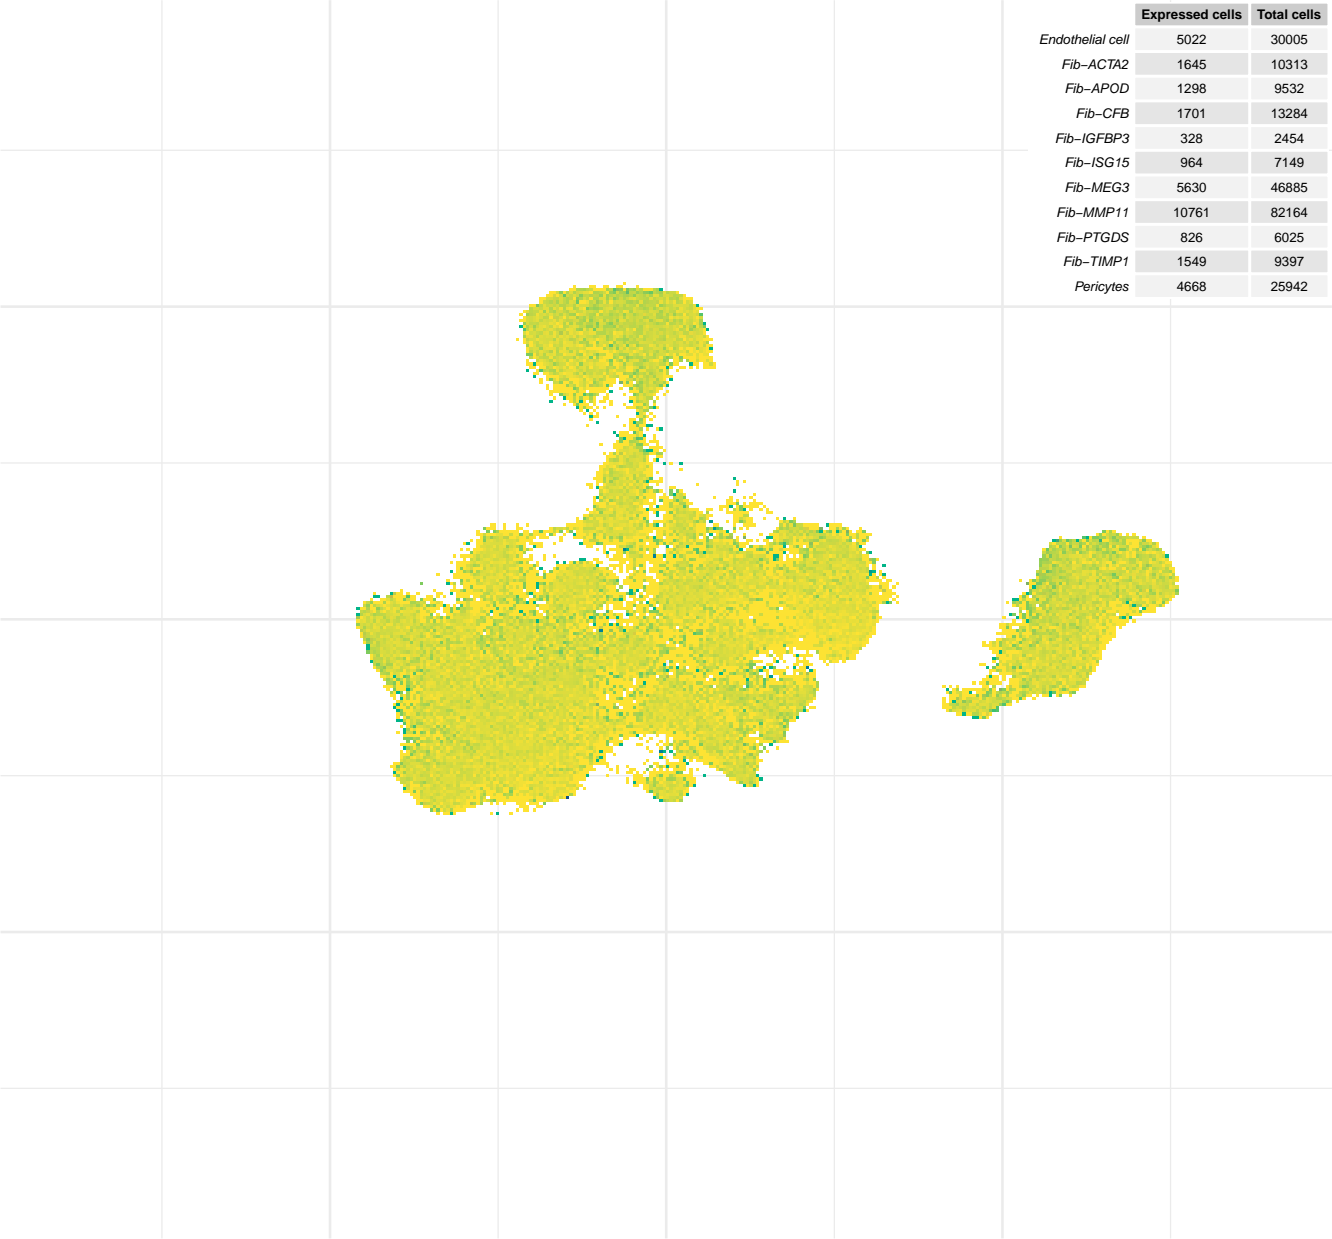 Expressed cells Total cells
Endothelial cell 5022 30005
Fib−ACTA2 1645 10313
Fib−APOD 1298 9532
Fib−CFB 1701 13284
Fib−IGFBP3 328 2454
Fib−ISG15 964 7149
Fib−MEG3 5630 46885
Fib−MMP11 10761 82164
Fib−PTGDS 826 6025
Fib−TIMP1 1549 9397
Pericytes 4668 25942